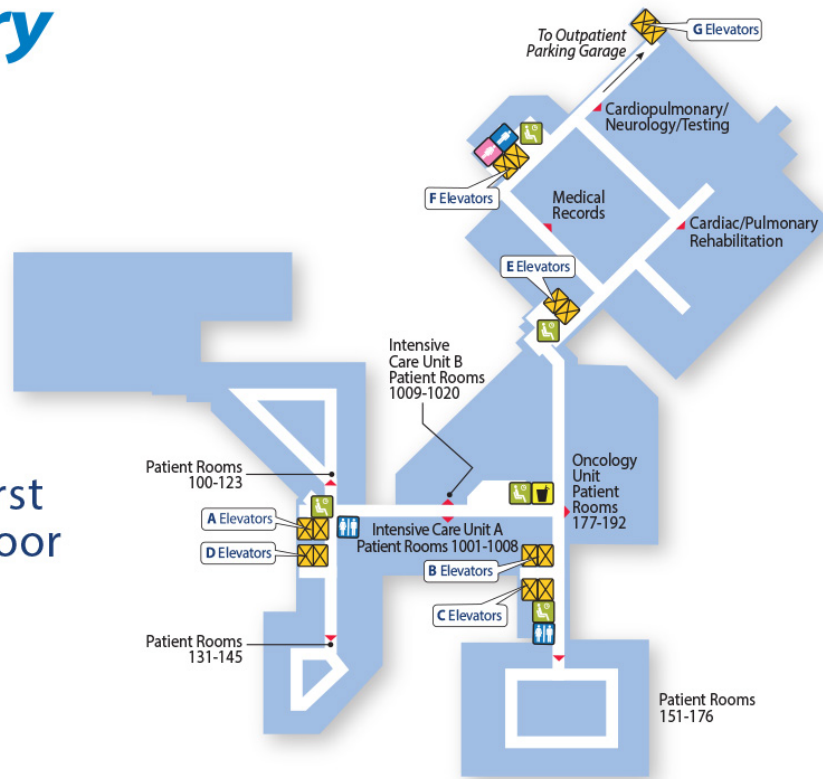 ry
To Outpatient
Parking Garage
G Elevators
Cardiopulmonary/
Neurology/Testing
F Elevators
Medical
Records
Cardiac/Pulmonary
Rehabilitation
E Elevators
Intensive
Care Unit B
Patient Rooms
1009-1020
Patient Rooms
100-123
rst
oor
A Elevators
D Elevators
Intensive Care Unit A
Patient Rooms 1001-1008
Oncology
Unit
Patient
Rooms
177-192
B Elevators
C Elevators
Patient Rooms
131-145
Patient Rooms
151-176